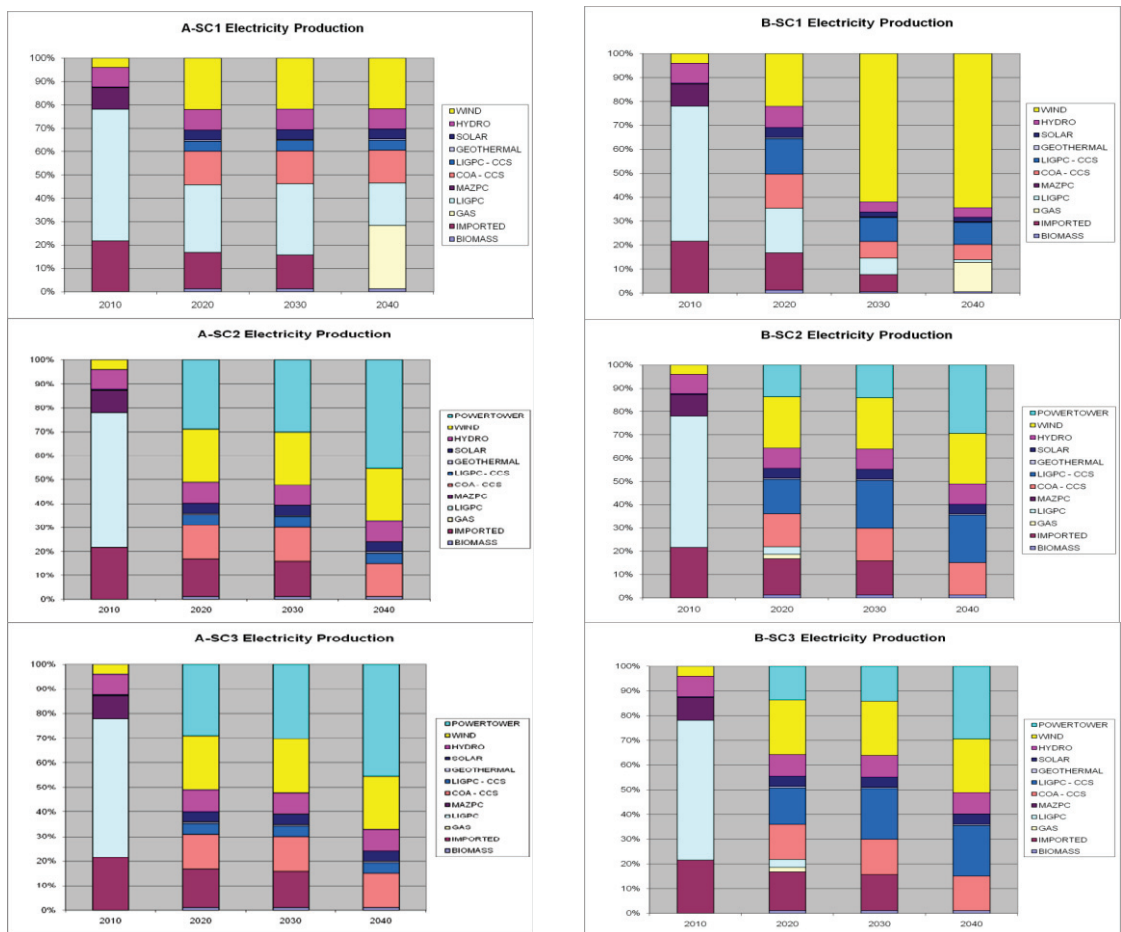 A-SC1 Electricity Production
100%
90%
80%
70%
60%
50%
40%
30%
20%
10%
0%
2010 2020 2030 2040
WIND
HYDRO
SOLAR
GEOTHERMAL
LIGPC - CCS
COA - CCS
MAZPC
LIGPC
GAS
IMPORTED
BIOMASS
B-SC1 Electricity Production
100%
90%
80%
70%
60%
50%
40%
30%
20%
10%
0%
2010 2020 2030 2040
WIND
HYDRO
SOLAR
GEOTHERMAL
LIGPC - CCS
COA - CCS
MAZPC
LIGPC
GAS
IMPORTED
BIOMASS
A-SC2 Electricity Production
100%
90%
80%
70%
60%
50%
40%
30%
20%
10%
0%
2010 2020 2030 2040
POWERTOWER
WIND
HYDRO
SOLAR
GEOTHERMAL
LIGPC - CCS
COA - CCS
MAZPC
LIGPC
GAS
IMPORTED
BIOMASS
B-SC2 Electricity Production
100%
90%
80%
70%
60%
50%
40%
30%
20%
10%
0%
2010 2020 2030 2040
POWERTOWER
WIND
HYDRO
SOLAR
GEOTHERMAL
LIGPC - CCS
COA - CCS
MAZPC
LIGPC
GAS
IMPORTED
BIOMASS
A-SC3 Electricity Production
100%
90%
80%
70%
60%
50%
40%
30%
20%
10%
0%
2010 2020 2030 2040
POWERTOWER
WIND
HYDRO
SOLAR
GEOTHERMAL
LIGPC - CCS
COA - CCS
MAZPC
LIGPC
GAS
IMPORTED
BIOMASS
B-SC3 Electricity Production
100%
90%
80%
70%
60%
50%
40%
30%
20%
10%
0%
2010 2020 2030 2040
POWERTOWER
WIND
HYDRO
SOLAR
GEOTHERMAL
LIGPC - CCS
COA - CCS
MAZPC
LIGPC
GAS
IMPORTED
BIOMASS